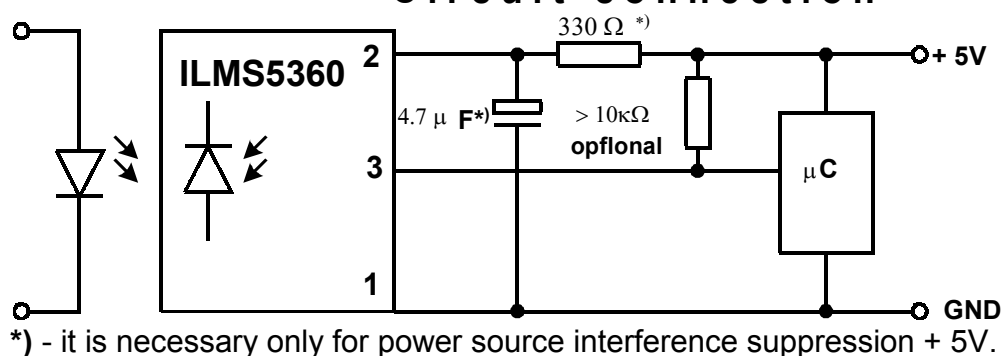 330 Ω *)
2
+ 5V
ILMS5360
4.7 μ F*)
> 10κΩ
opflonal
3
μC
1
GND
*) - it is necessary only for power source interference suppression + 5V.